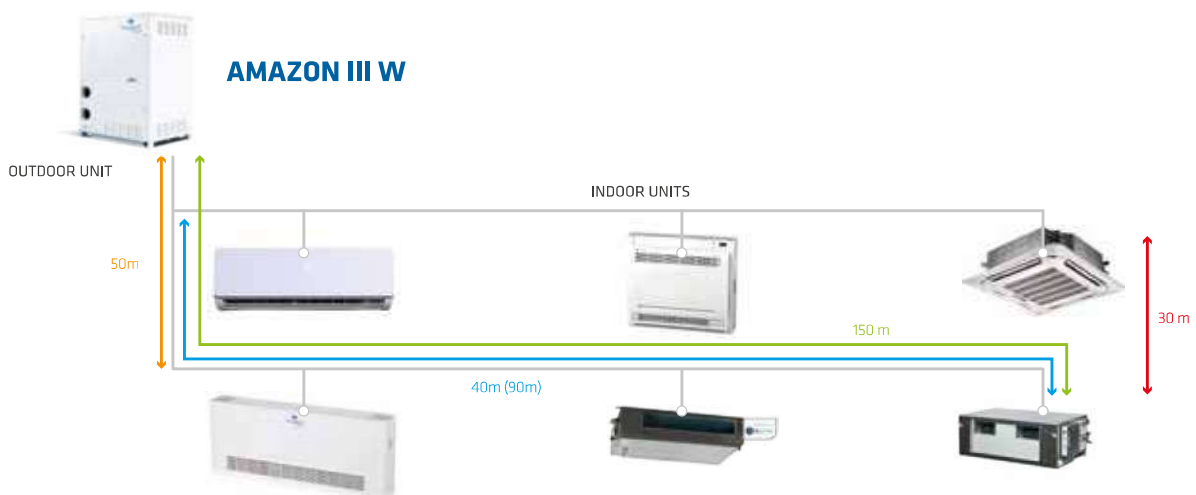 AMAZON III W
OUTDOOR UNIT
INDOOR UNITS
50m
150 m
30 m
40m (90m)